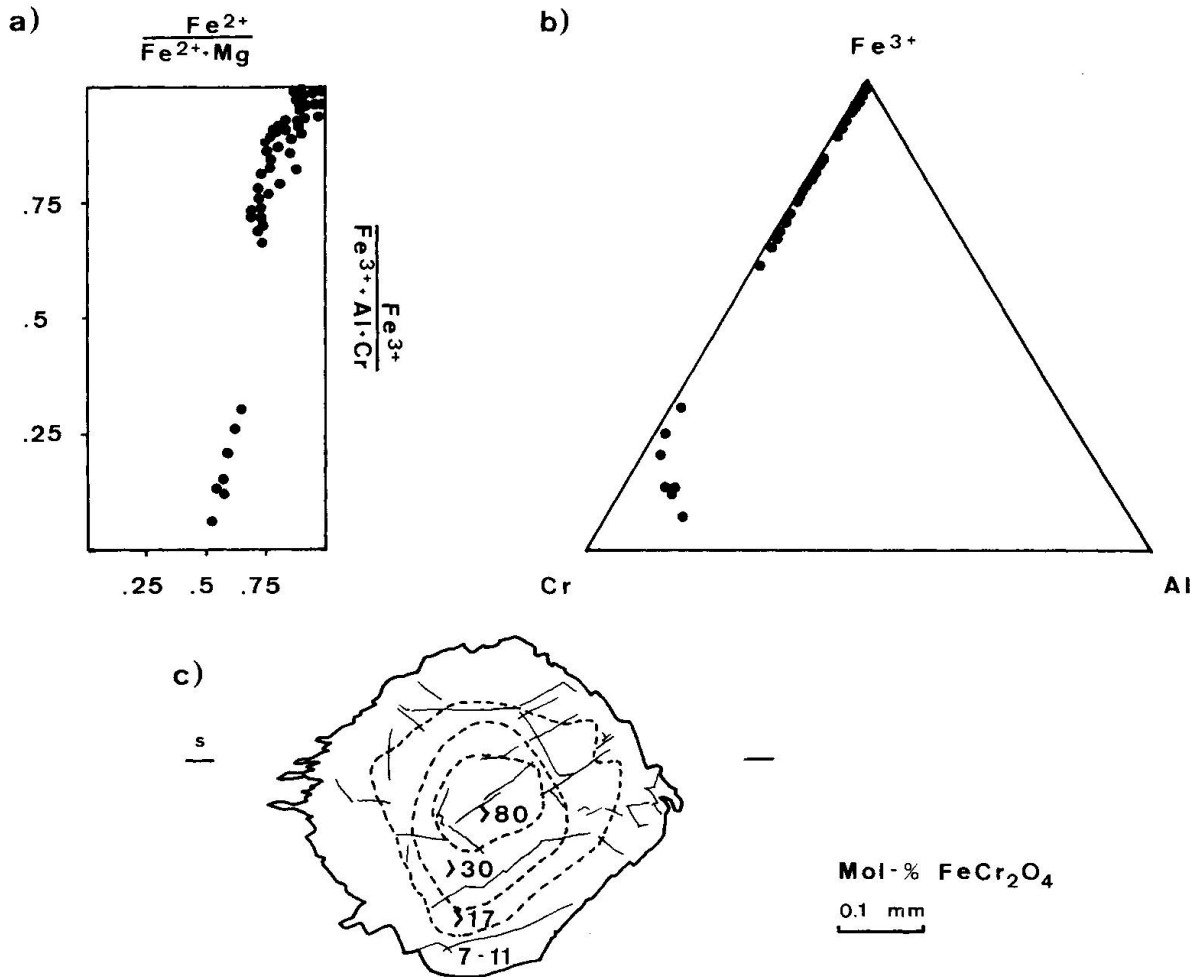 a)
Fe²⁺
Fe²⁺·Mg
.75
.5
.25
.25 .5 .75
Fe³⁺
Fe³⁺·Al·Cr
b)
Fe³⁺
Cr
Al
c)
s
>80
>30
>17
7-11
Mol-% FeCr₂O₄
0.1 mm